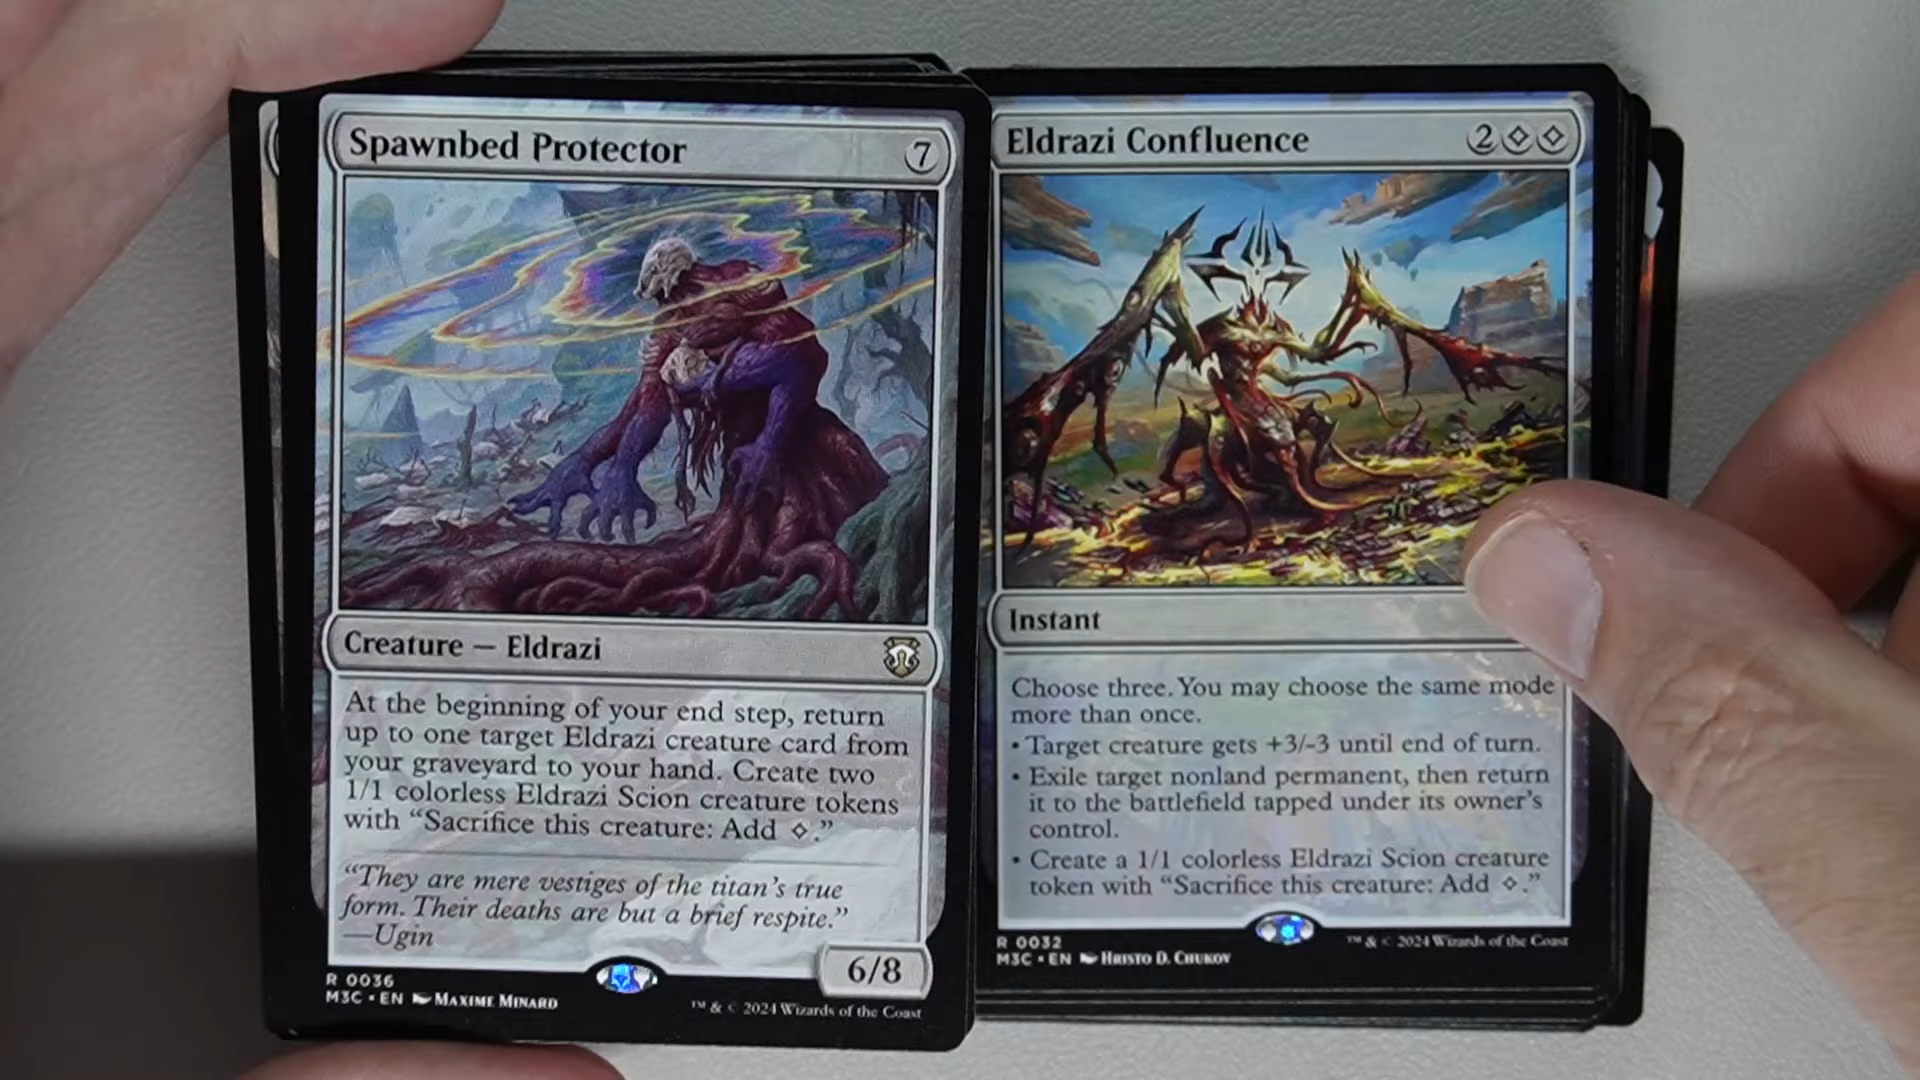 Spawnbed Protector
7
Creature — Eldrazi
At the beginning of your end step, return
up to one target Eldrazi creature card from
your graveyard to your hand. Create two
1/1 colorless Eldrazi Scion creature tokens
with “Sacrifice this creature: Add ◇.”
“They are mere vestiges of the titan’s true
form. Their deaths are but a brief respite.”
—Ugin
6/8
R 0036
M3C • EN MAXIME MINARD
™ & © 2024 Wizards of the Coast
Eldrazi Confluence
2◇◇
Instant
Choose three. You may choose the same mode
more than once.
• Target creature gets +3/-3 until end of turn.
• Exile target nonland permanent, then return
it to the battlefield tapped under its owner’s
control.
• Create a 1/1 colorless Eldrazi Scion creature
token with “Sacrifice this creature: Add ◇.”
R 0032
M3C • EN HRISTO D. CHUKOV
™ & © 2024 Wizards of the Coast